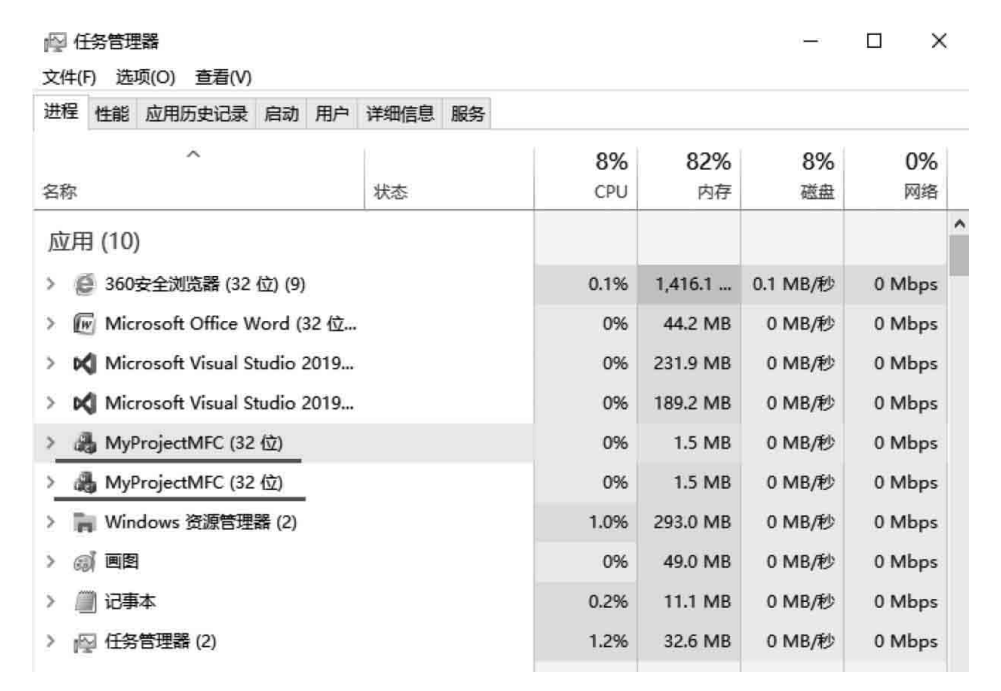 任务管理器
文件(F) 选项(O) 查看(V)
进程 性能 应用历史记录 启动 用户 详细信息 服务
8% 82% 8% 0%
名称 状态 CPU 内存 磁盘 网络
应用 (10)
360安全浏览器 (32 位) (9) 0.1% 1,416.1 ... 0.1 MB/秒 0 Mbps
Microsoft Office Word (32 位... 0% 44.2 MB 0 MB/秒 0 Mbps
Microsoft Visual Studio 2019... 0% 231.9 MB 0 MB/秒 0 Mbps
Microsoft Visual Studio 2019... 0% 189.2 MB 0 MB/秒 0 Mbps
MyProjectMFC (32 位) 0% 1.5 MB 0 MB/秒 0 Mbps
MyProjectMFC (32 位) 0% 1.5 MB 0 MB/秒 0 Mbps
Windows 资源管理器 (2) 1.0% 293.0 MB 0 MB/秒 0 Mbps
画图 0% 49.0 MB 0 MB/秒 0 Mbps
记事本 0.2% 11.1 MB 0 MB/秒 0 Mbps
任务管理器 (2) 1.2% 32.6 MB 0 MB/秒 0 Mbps